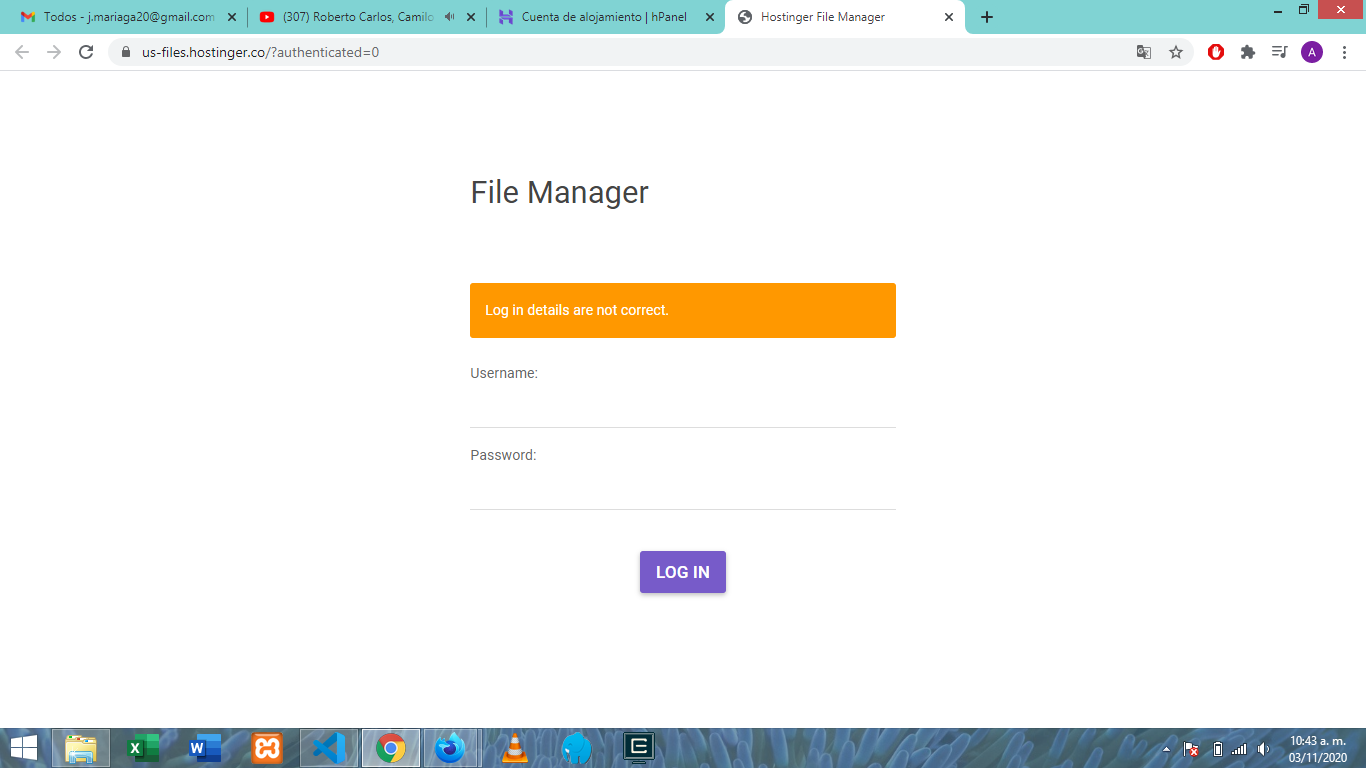 Todos - j.mariaga20@gmail.com
(307) Roberto Carlos, Camilo
Cuenta de alojamiento | hPanel
Hostinger File Manager
us-files.hostinger.co/?authenticated=0
A
File Manager
Log in details are not correct.
Username:
Password:
LOG IN
10:43 a. m.
03/11/2020